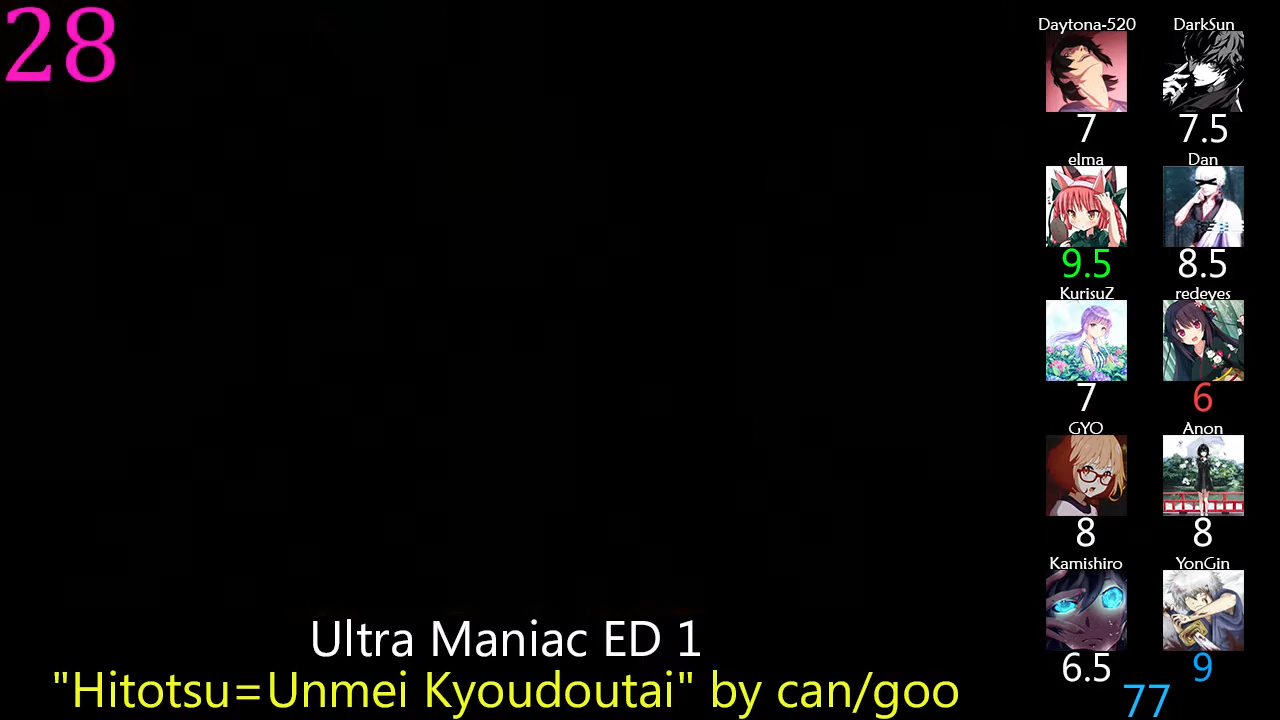 28
Daytona-520 DarkSun
7 7.5
elma Dan
9.5 8.5
KurisuZ redeyes
7 6
GYO Anon
8 8
Kamishiro YonGin
6.5 9
77
Ultra Maniac ED 1
"Hitotsu=Unmei Kyoudoutai" by can/goo